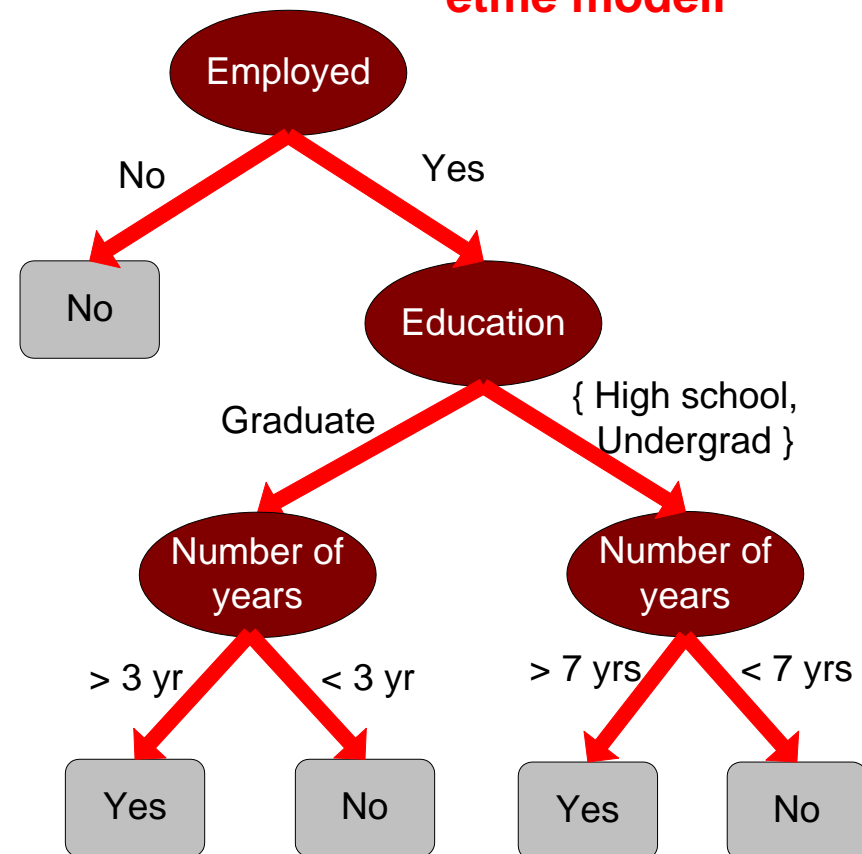 etme modeli
Employed
No
Yes
No
Education
Graduate
{ High school,
Undergrad }
Number of
years
Number of
years
> 3 yr
< 3 yr
> 7 yrs
< 7 yrs
Yes
No
Yes
No